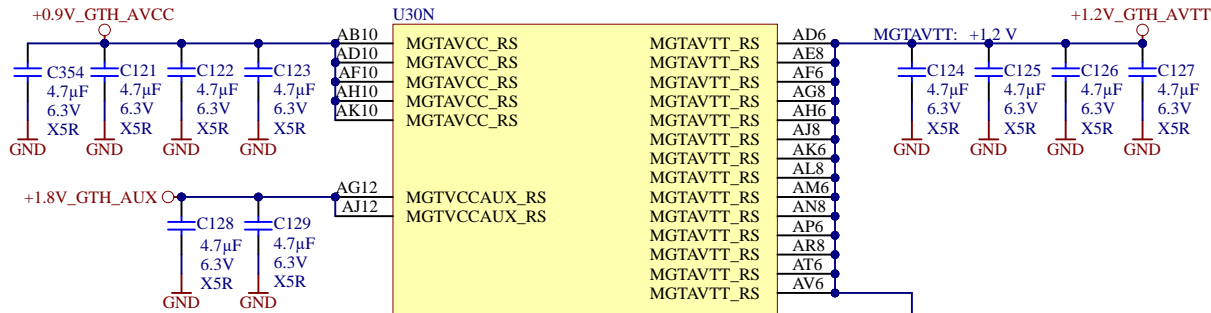 +0.9V_GTH_AVCC
U30N
+1.2V_GTH_AVTT
AB10 MGTAVCC_RS MGTAVTT_RS AD6 MGTAVTT: +1.2 V
AD10 MGTAVCC_RS MGTAVTT_RS AE8
AF10 MGTAVCC_RS MGTAVTT_RS AF6
AH10 MGTAVCC_RS MGTAVTT_RS AG8
AK10 MGTAVCC_RS MGTAVTT_RS AH6
MGTAVTT_RS AJ8
MGTAVTT_RS AK6
MGTAVTT_RS AL8
AG12 MGTVCCAUX_RS MGTAVTT_RS AM6
AJ12 MGTVCCAUX_RS MGTAVTT_RS AN8
MGTAVTT_RS AP6
MGTAVTT_RS AR8
MGTAVTT_RS AT6
MGTAVTT_RS AV6
C354 C121 C122 C123
4.7µF 4.7µF 4.7µF 4.7µF
6.3V 6.3V 6.3V 6.3V
X5R X5R X5R X5R
GND GND GND GND
C124 C125 C126 C127
4.7µF 4.7µF 4.7µF 4.7µF
6.3V 6.3V 6.3V 6.3V
X5R X5R X5R X5R
GND GND GND GND
+1.8V_GTH_AUX
C128 C129
4.7µF 4.7µF
6.3V 6.3V
X5R X5R
GND GND